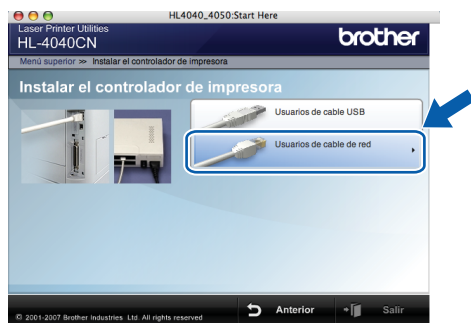 HL4040_4050:Start Here
Laser Printer Utilities
HL-4040CN
brother
Menú superior >> Instalar el controlador de impresora
Instalar el controlador de impresora
Usuarios de cable USB
Usuarios de cable de red
© 2001-2007 Brother Industries Ltd. All rights reserved
Anterior
Salir